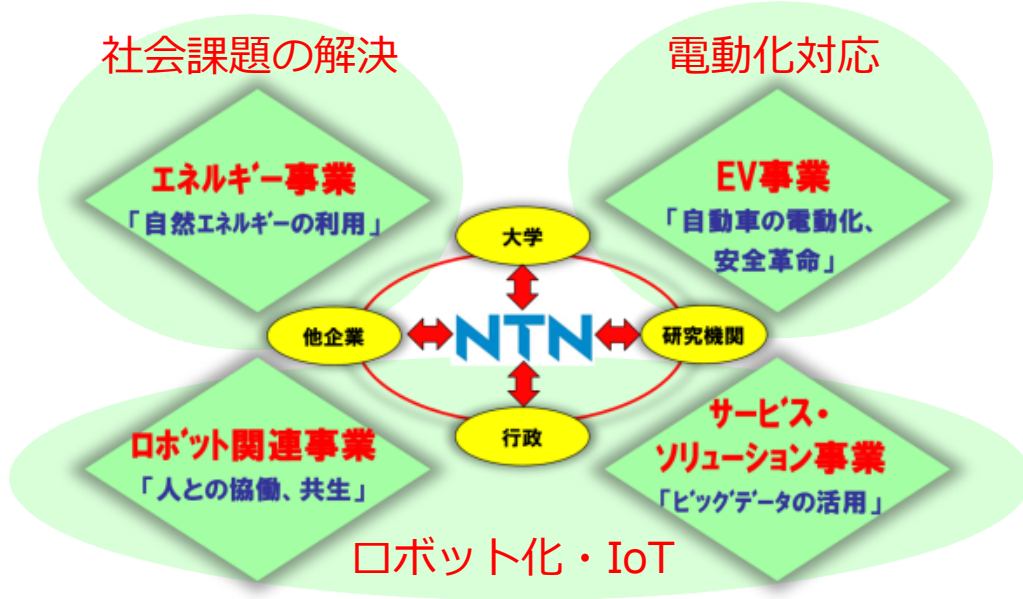 社会課題の解決
電動化対応
エネルギー事業
「自然エネルギーの利用」
EV事業
「自動車の電動化、
安全革命」
大学
他企業
NTN
研究機関
行政
ロボット関連事業
「人との協働、共生」
サービス・
ソリューション事業
「ビッグデータの活用」
ロボット化・IoT